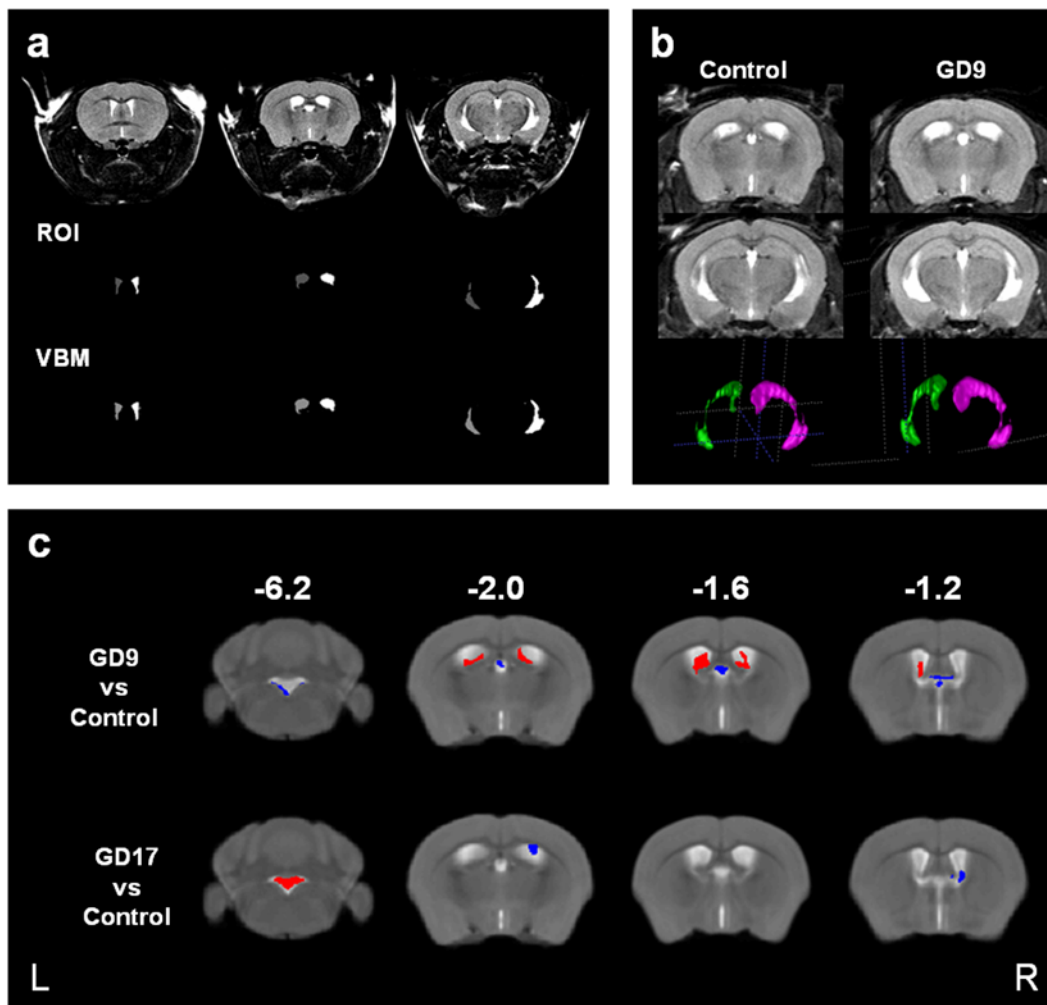 a
ROI
VBM
b
Control GD9
c
-6.2 -2.0 -1.6 -1.2
GD9
vs
Control
GD17
vs
Control
L R